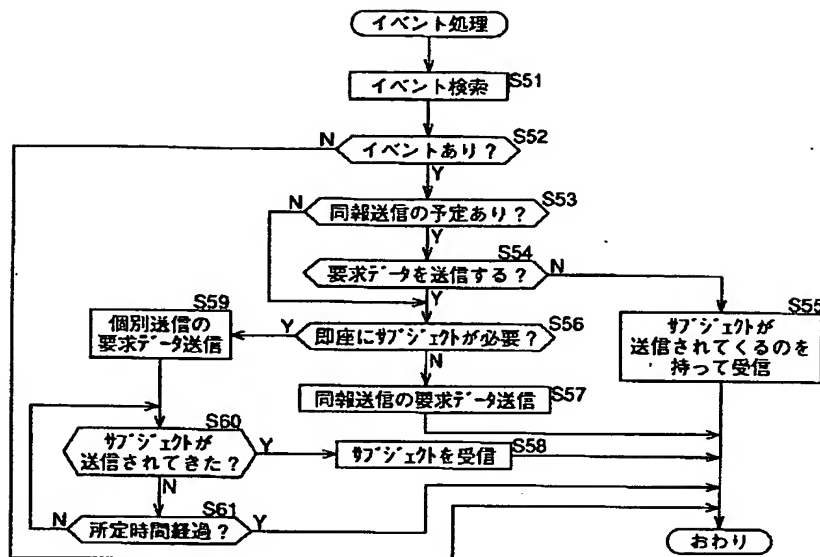 イベント処理
イベント検索
S51
S52
N
イベントあり？
Y
S53
N
同報送信の予定あり？
Y
S54
要求データを送信する？
N
Y
S59
個別送信の
要求データ送信
Y
即座にサブジェクトが必要？
S56
N
S55
サブジェクトが
送信されてくるのを
持って受信
同報送信の要求データ送信
S57
S60
サブジェクトが
送信されてきた？
Y
サブジェクトを受信
S58
N
S61
N
所定時間経過？
Y
おわり